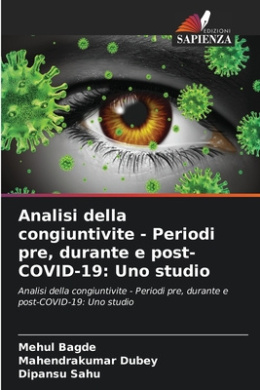 EDIZIONI
SAPIENZA
Analisi della
congiuntivite - Periodi
pre, durante e post-
COVID-19: Uno studio
Analisi della congiuntivite - Periodi pre, durante e
post-COVID-19: Uno studio
Mehul Bagde
Mahendrakumar Dubey
Dipansu Sahu